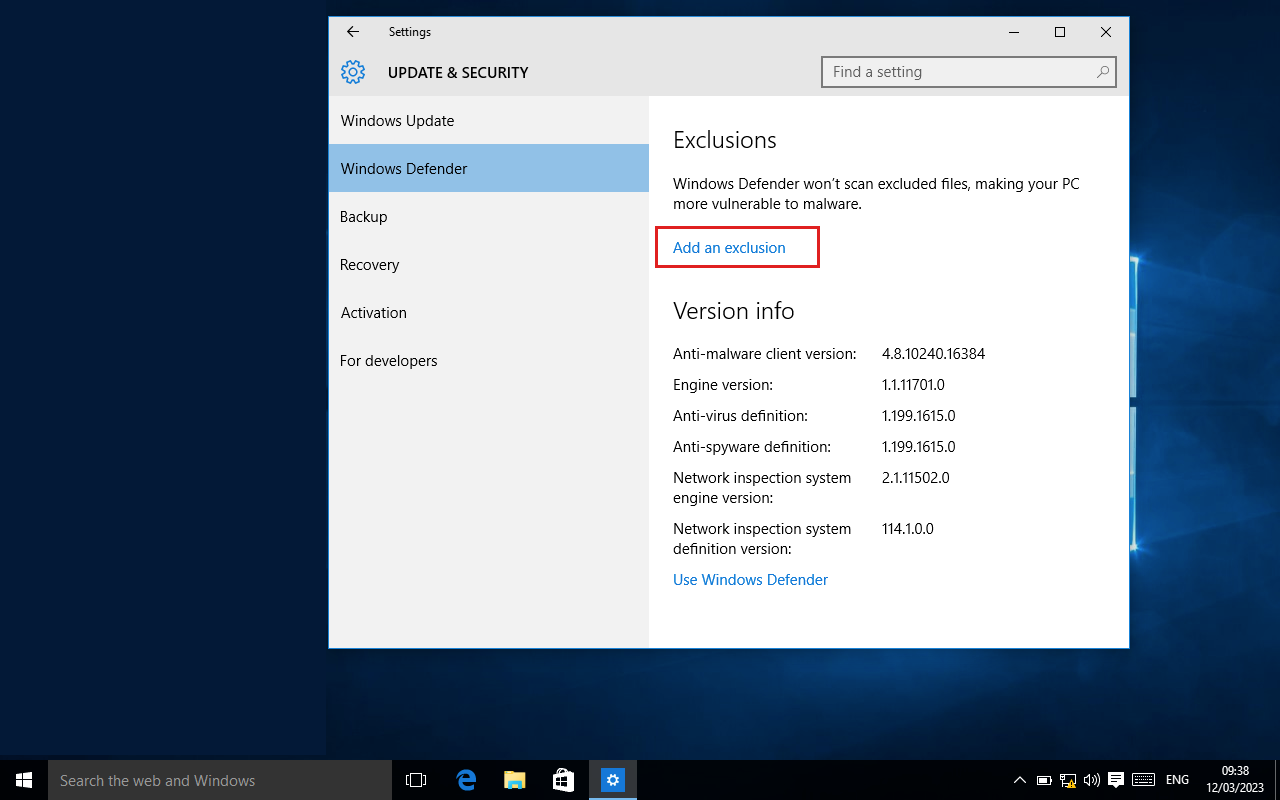 Settings
UPDATE & SECURITY
Find a setting
Windows Update
Windows Defender
Backup
Recovery
Activation
For developers
Exclusions
Windows Defender won't scan excluded files, making your PC
more vulnerable to malware.
Add an exclusion
Version info
Anti-malware client version: 4.8.10240.16384
Engine version: 1.1.11701.0
Anti-virus definition: 1.199.1615.0
Anti-spyware definition: 1.199.1615.0
Network inspection system 2.1.11502.0
engine version:
Network inspection system 114.1.0.0
definition version:
Use Windows Defender
Search the web and Windows
ENG
09:38
12/03/2023